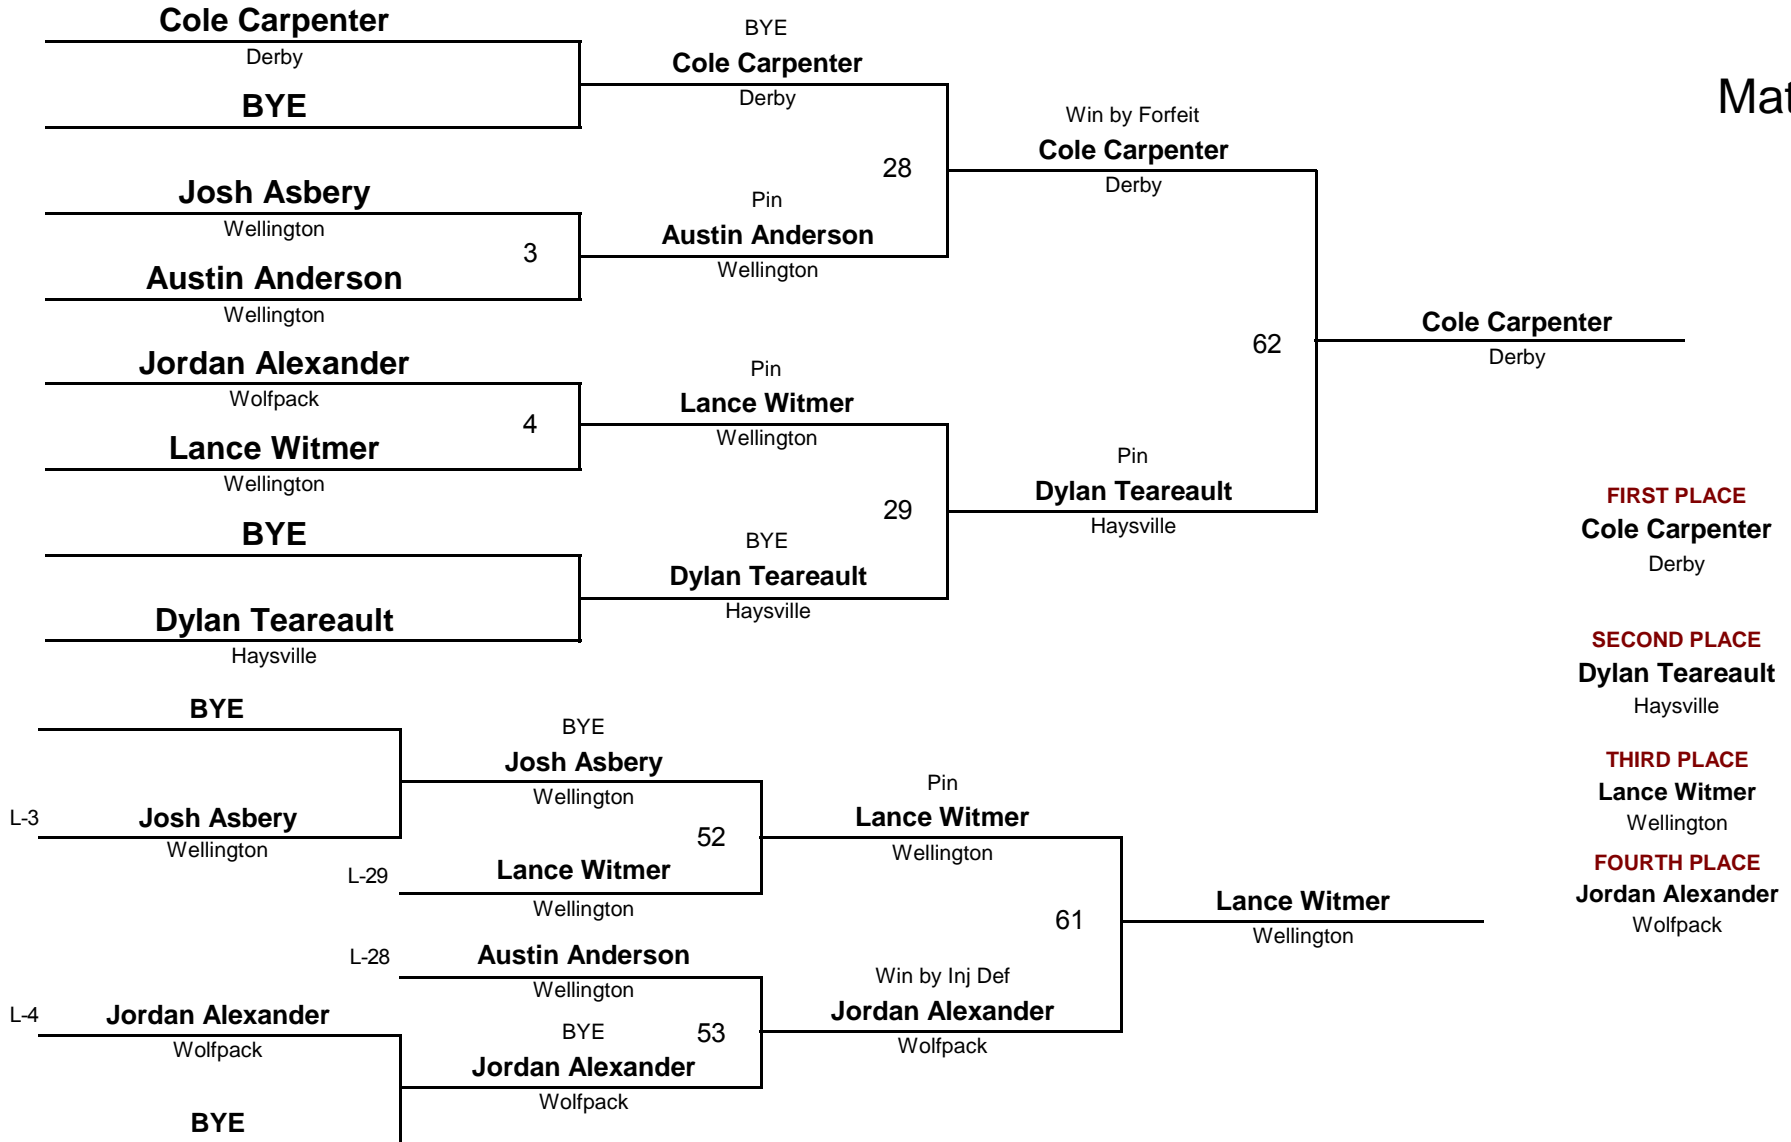 Cole Carpenter
Derby
BYE
Josh Asbery
Wellington
3
Austin Anderson
Wellington
Jordan Alexander
Wolfpack
4
Lance Witmer
Wellington
BYE
Dylan Teareault
Haysville
BYE
Cole Carpenter
Derby
28
Pin
Austin Anderson
Wellington
Pin
Lance Witmer
Wellington
29
BYE
Dylan Teareault
Haysville
Win by Forfeit
Cole Carpenter
Derby
62
Pin
Dylan Teareault
Haysville
Cole Carpenter
Derby
Mat
FIRST PLACE
Cole Carpenter
Derby
SECOND PLACE
Dylan Teareault
Haysville
THIRD PLACE
Lance Witmer
Wellington
FOURTH PLACE
Jordan Alexander
Wolfpack
BYE
L-3
Josh Asbery
Wellington
L-4
Jordan Alexander
Wolfpack
BYE
BYE
Josh Asbery
Wellington
52
L-29
Lance Witmer
Wellington
L-28
Austin Anderson
Wellington
BYE
53
Jordan Alexander
Wolfpack
Pin
Lance Witmer
Wellington
61
Win by Inj Def
Jordan Alexander
Wolfpack
Lance Witmer
Wellington